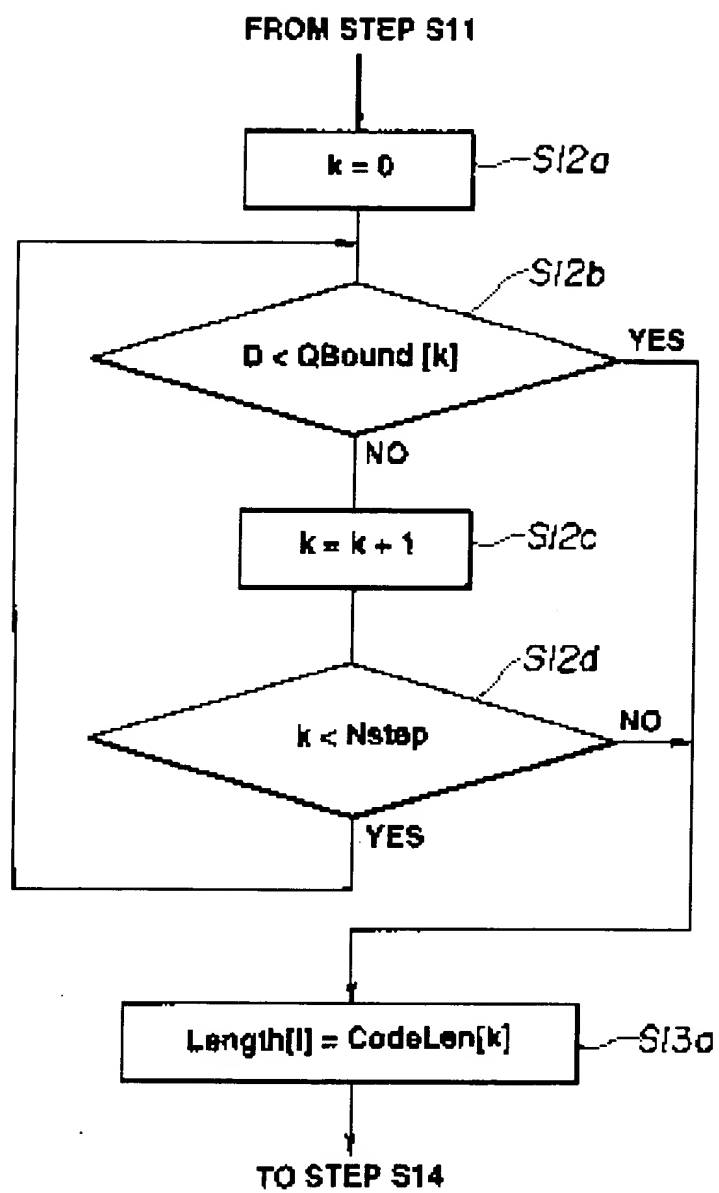 FROM STEP S11
k = 0
S12a
S12b
D < QBound [k]
YES
NO
k = k + 1
S12c
S12d
k < Nstep
NO
YES
Length[I] = CodeLen[k]
S13a
TO STEP S14